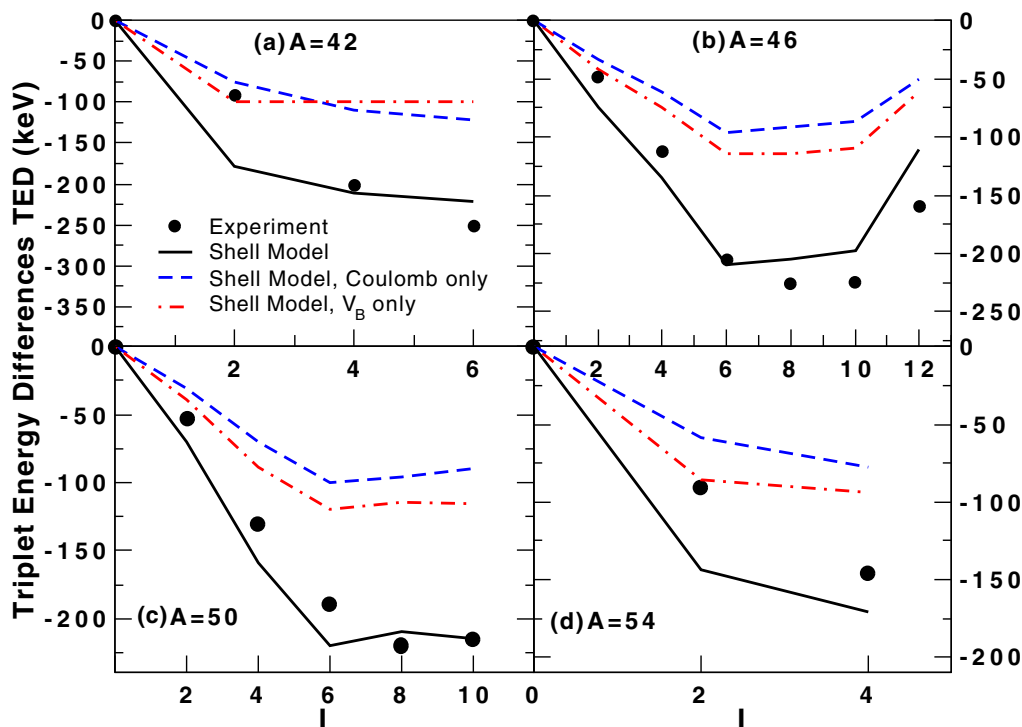 Triplet Energy Differences TED (keV)
0
-50
-100
-150
-200
-250
-300
-350
(a)A=42
Experiment
Shell Model
Shell Model, Coulomb only
Shell Model, V_B only
2 4 6
(b)A=46
0
-50
-100
-150
-200
-250
2 4 6 8 10 12
0
-50
-100
-150
-200
(c)A=50
2 4 6 8 10
I
0
-50
-100
-150
-200
(d)A=54
0 2 4
I